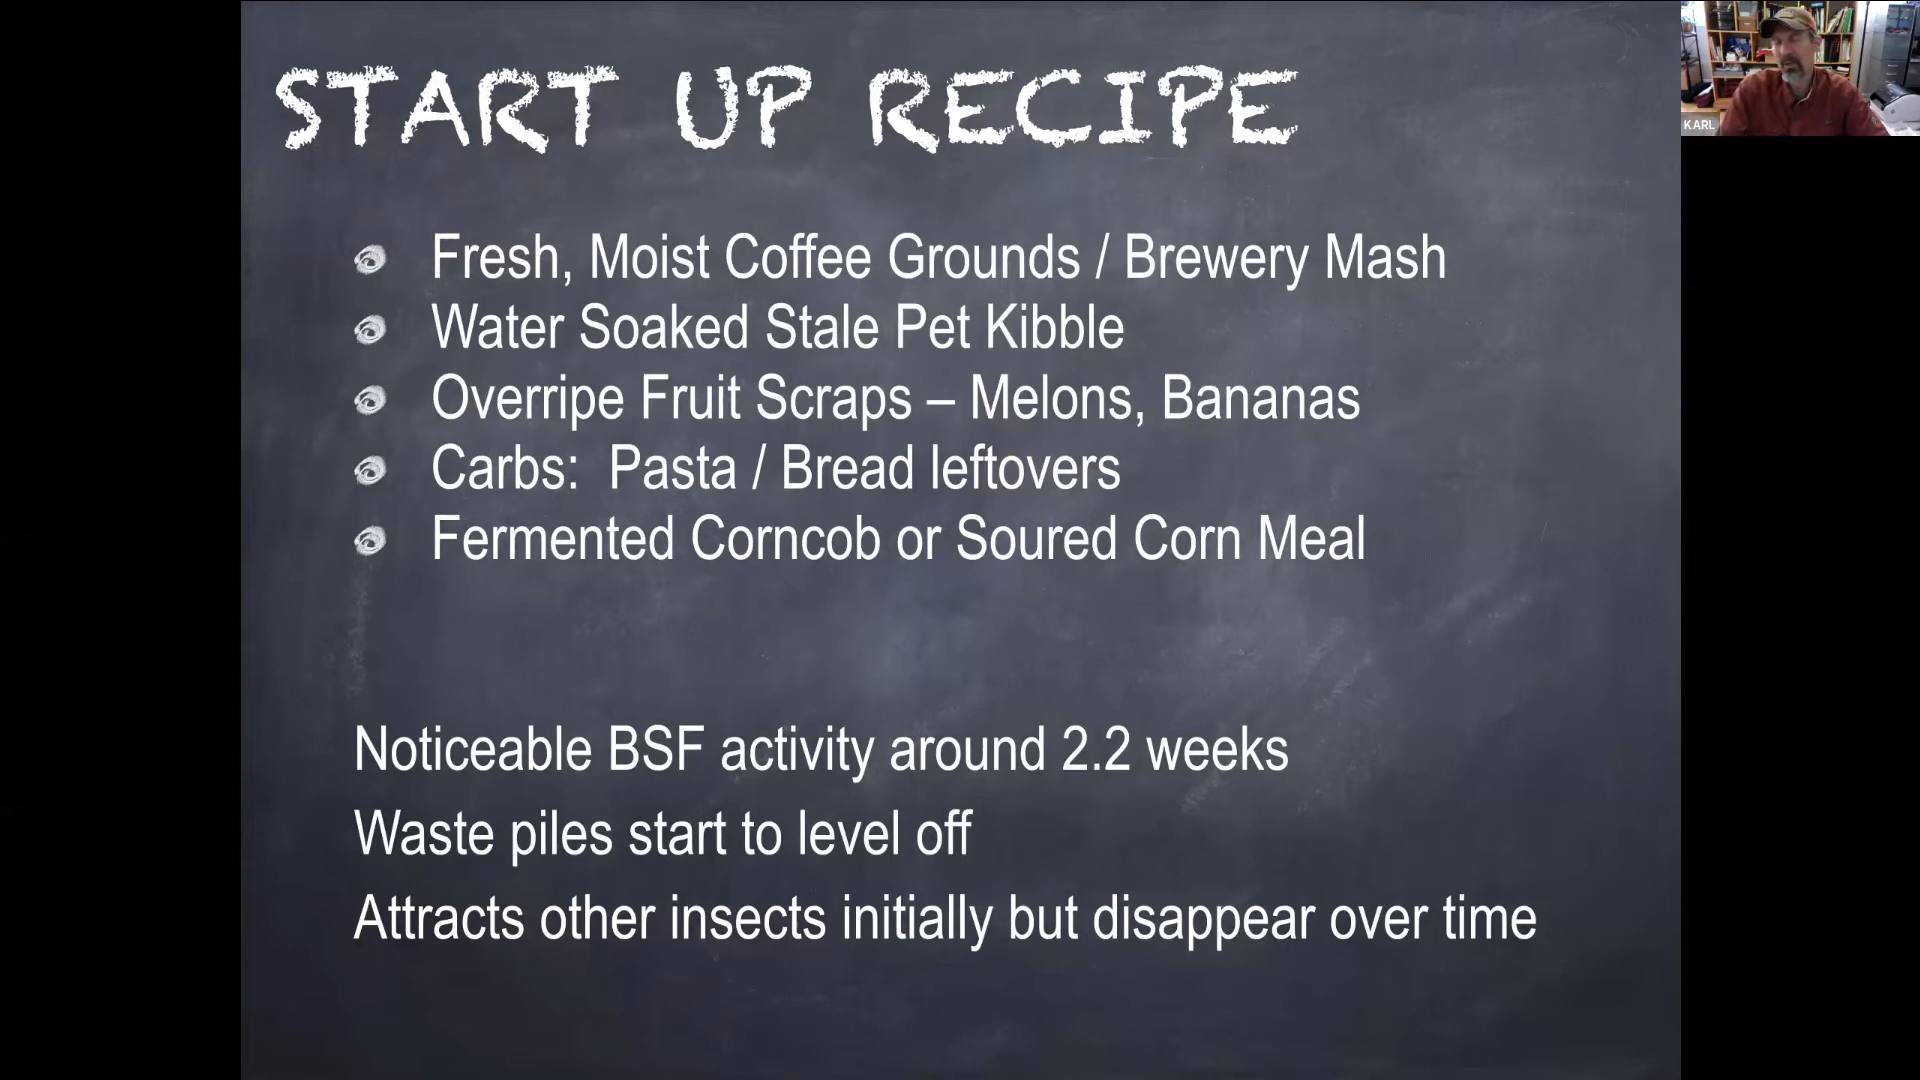 START UP RECIPE
Fresh, Moist Coffee Grounds / Brewery Mash
Water Soaked Stale Pet Kibble
Overripe Fruit Scraps – Melons, Bananas
Carbs:  Pasta / Bread leftovers
Fermented Corncob or Soured Corn Meal
Noticeable BSF activity around 2.2 weeks
Waste piles start to level off
Attracts other insects initially but disappear over time
KARL